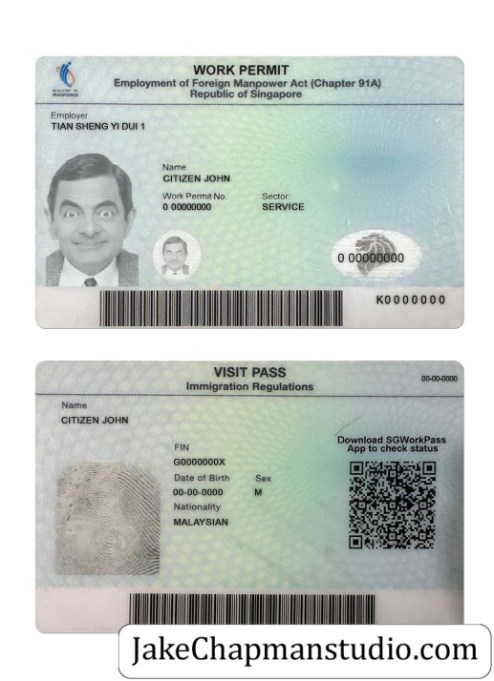 WORK PERMIT
Employment of Foreign Manpower Act (Chapter 91A)
Republic of Singapore
MINISTRY OF
MANPOWER
Employer
TIAN SHENG YI DUI 1
Name
CITIZEN JOHN
Work Permit No. Sector:
0 00000000 SERVICE
0 00000000
K0000000
VISIT PASS
Immigration Regulations
00-00-0000
Name
CITIZEN JOHN
Download SGWorkPass
App to check status
FIN
G0000000X
Date of Birth Sex
00-00-0000 M
Nationality
MALAYSIAN
JakeChapmanstudio.com